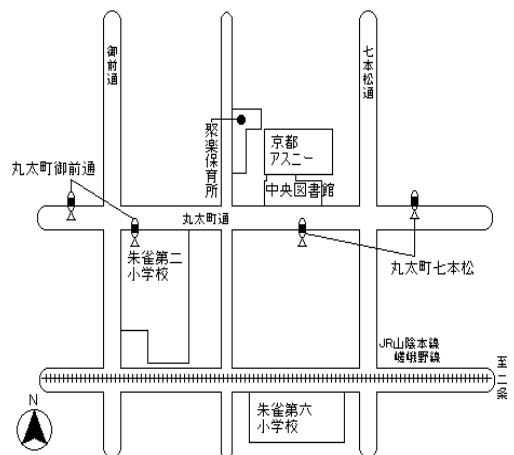 御前通
七本松通
聚楽保育所
京都
アスニー
丸太町御前通
中央図書館
丸太町通
朱雀第二
小学校
丸太町七本松
JR山陰本線
嵯峨野線
至二条
N
朱雀第六
小学校